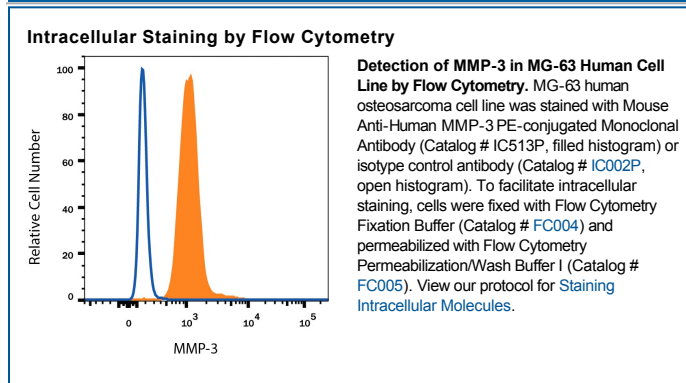 Intracellular Staining by Flow Cytometry
100
80
60
40
20
0
Relative Cell Number
0
10³
10⁴
10⁵
MMP-3
Detection of MMP-3 in MG-63 Human Cell
Line by Flow Cytometry. MG-63 human
osteosarcoma cell line was stained with Mouse
Anti-Human MMP-3 PE-conjugated Monoclonal
Antibody (Catalog # IC513P, filled histogram) or
isotype control antibody (Catalog # IC002P,
open histogram). To facilitate intracellular
staining, cells were fixed with Flow Cytometry
Fixation Buffer (Catalog # FC004) and
permeabilized with Flow Cytometry
Permeabilization/Wash Buffer I (Catalog #
FC005). View our protocol for Staining
Intracellular Molecules.